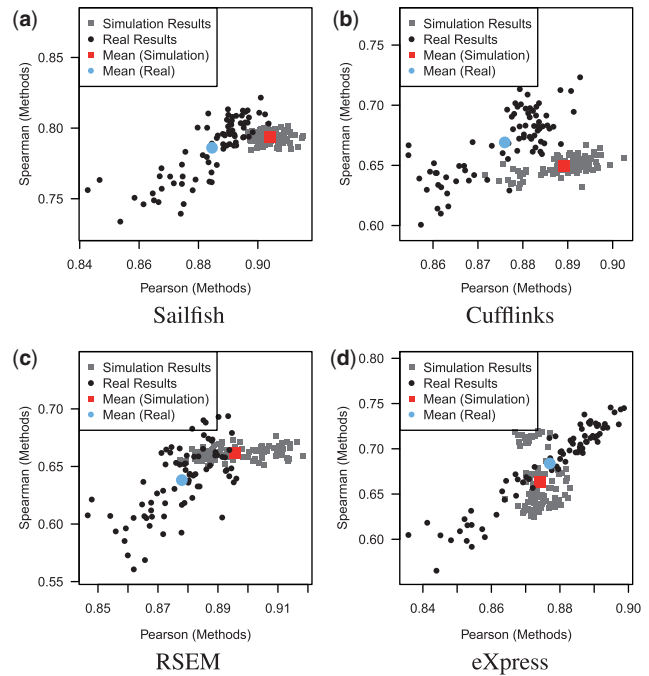 (a)
Simulation Results
Real Results
Mean (Simulation)
Mean (Real)
Spearman (Methods)
0.85
0.80
0.75
0.84 0.86 0.88 0.90
Pearson (Methods)
Sailfish
(b)
Simulation Results
Real Results
Mean (Simulation)
Mean (Real)
Spearman (Methods)
0.75
0.70
0.65
0.60
0.86 0.87 0.88 0.89 0.90
Pearson (Methods)
Cufflinks
(c)
Simulation Results
Real Results
Mean (Simulation)
Mean (Real)
Spearman (Methods)
0.70
0.65
0.60
0.55
0.85 0.87 0.89 0.91
Pearson (Methods)
RSEM
(d)
Simulation Results
Real Results
Mean (Simulation)
Mean (Real)
Spearman (Methods)
0.80
0.75
0.70
0.65
0.60
0.84 0.86 0.88 0.90
Pearson (Methods)
eXpress